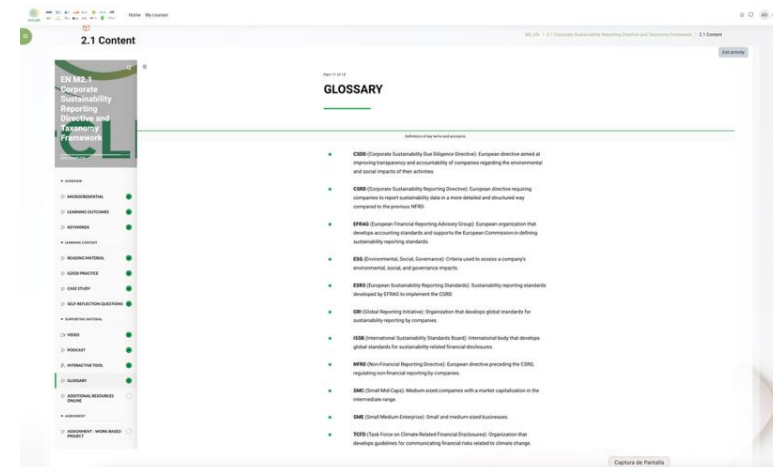 Home My courses
2.1 Content
2.1 Corporate Sustainability Reporting Directive and Taxonomy Framework > 2.1 Content
Exit activity
EN M2.1
Corporate
Sustainability
Reporting
Directive and
Taxonomy
Framework
OVERVIEW
MICROCREDENTIAL
LEARNING OUTCOMES
KEYWORDS
LEARNING CONTENT
READING MATERIAL
GOOD PRACTICE
CASE STUDY
SELF-REFLECTION QUESTIONS
SUPPORTING MATERIAL
VIDEO
PODCAST
INTERACTIVE TOOL
GLOSSARY
ADDITIONAL RESOURCES
ONLINE
ASSIGNMENT - WORK BASED
PROJECT
GLOSSARY
Definitions of key terms and acronyms
CSDD (Corporate Sustainability Due Diligence Directive): European directive aimed at
improving transparency and accountability of companies regarding the environmental
and social impacts of their activities.
CSRD (Corporate Sustainability Reporting Directive): European directive requiring
companies to report sustainability data in a more detailed and structured way
compared to the previous NFRD.
EFRAG (European Financial Reporting Advisory Group): European organization that
develops accounting standards and supports the European Commission in defining
sustainability reporting standards.
ESG (Environmental, Social, Governance): Criteria used to assess a company's
environmental, social, and governance impacts.
ESRS (European Sustainability Reporting Standards): Sustainability reporting standards
developed by EFRAG to implement the CSRD.
GRI (Global Reporting Initiative): Organization that develops global standards for
sustainability reporting by companies.
ISSB (International Sustainability Standards Board): International body that develops
global standards for sustainability-related financial disclosures.
NFRD (Non-Financial Reporting Directive): European directive preceding the CSRD,
regulating non-financial reporting by companies.
SMC (Small Mid-Caps): Medium-sized companies with a market capitalization in the
intermediate range.
SME (Small Medium Enterprise): Small and medium-sized businesses.
TCFD (Task Force on Climate-Related Financial Disclosures): Organization that
develops guidelines for communicating financial risks related to climate change.
Captura de Pantalla